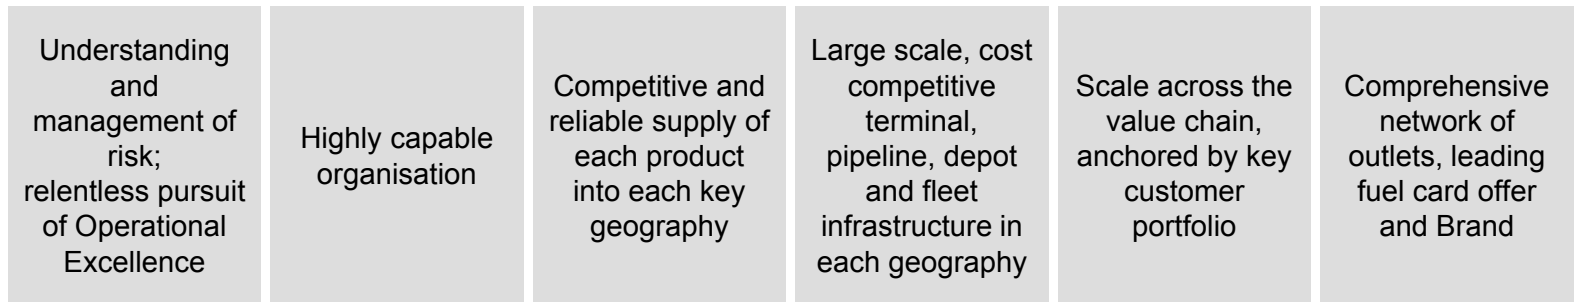 Understanding
and
management of
risk;
relentless pursuit
of Operational
Excellence
Highly capable
organisation
Competitive and
reliable supply of
each product
into each key
geography
Large scale, cost
competitive
terminal,
pipeline, depot
and fleet
infrastructure in
each geography
Scale across the
value chain,
anchored by key
customer
portfolio
Comprehensive
network of
outlets, leading
fuel card offer
and Brand